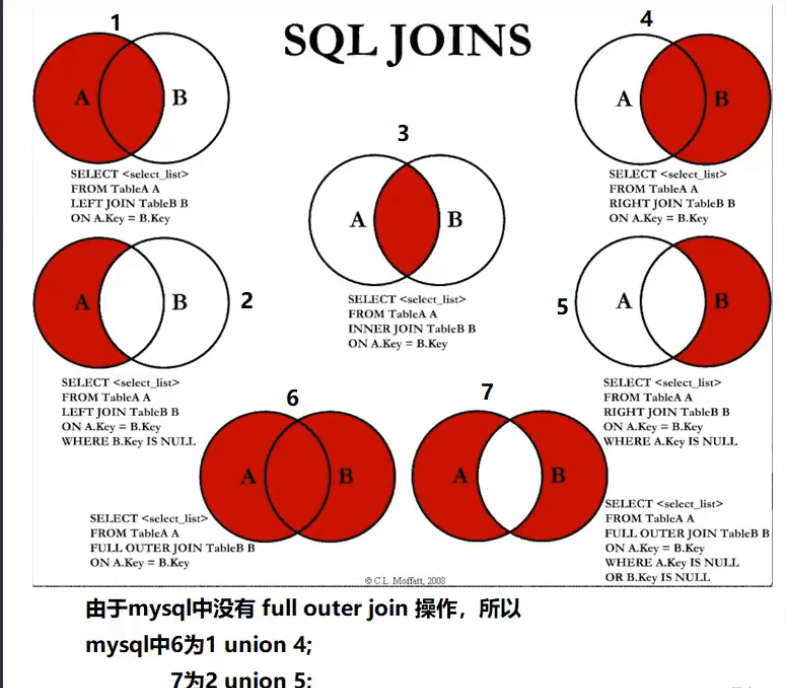 SQL JOINS
1
A
B
SELECT <select_list>
FROM TableA A
LEFT JOIN TableB B
ON A.Key = B.Key
4
A
B
SELECT <select_list>
FROM TableA A
RIGHT JOIN TableB B
ON A.Key = B.Key
3
A
B
SELECT <select_list>
FROM TableA A
INNER JOIN TableB B
ON A.Key = B.Key
2
A
B
SELECT <select_list>
FROM TableA A
LEFT JOIN TableB B
ON A.Key = B.Key
WHERE B.Key IS NULL
5
A
B
SELECT <select_list>
FROM TableA A
RIGHT JOIN TableB B
ON A.Key = B.Key
WHERE A.Key IS NULL
6
A
B
SELECT <select_list>
FROM TableA A
FULL OUTER JOIN TableB B
ON A.Key = B.Key
7
A
B
SELECT <select_list>
FROM TableA A
FULL OUTER JOIN TableB B
ON A.Key = B.Key
WHERE A.Key IS NULL
OR B.Key IS NULL
© C.L. Moffatt, 2008
由于mysql中没有 full outer join 操作，所以
mysql中6为1 union 4;
7为2 union 5;